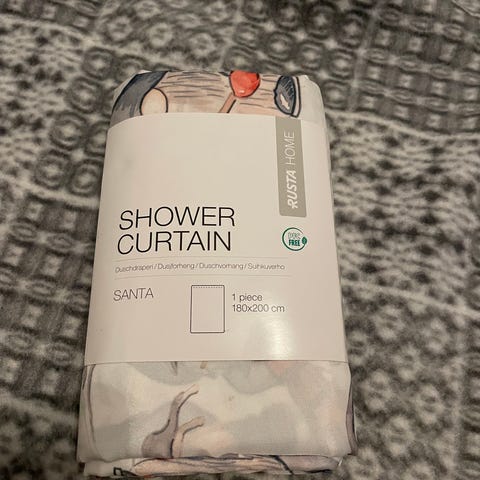 RUSTA HOME
SHOWER
CURTAIN
pvc
FREE
Duschdraperi / Dusjforheng / Duschvorhang / Suihkuverho
SANTA
1 piece
180x200 cm